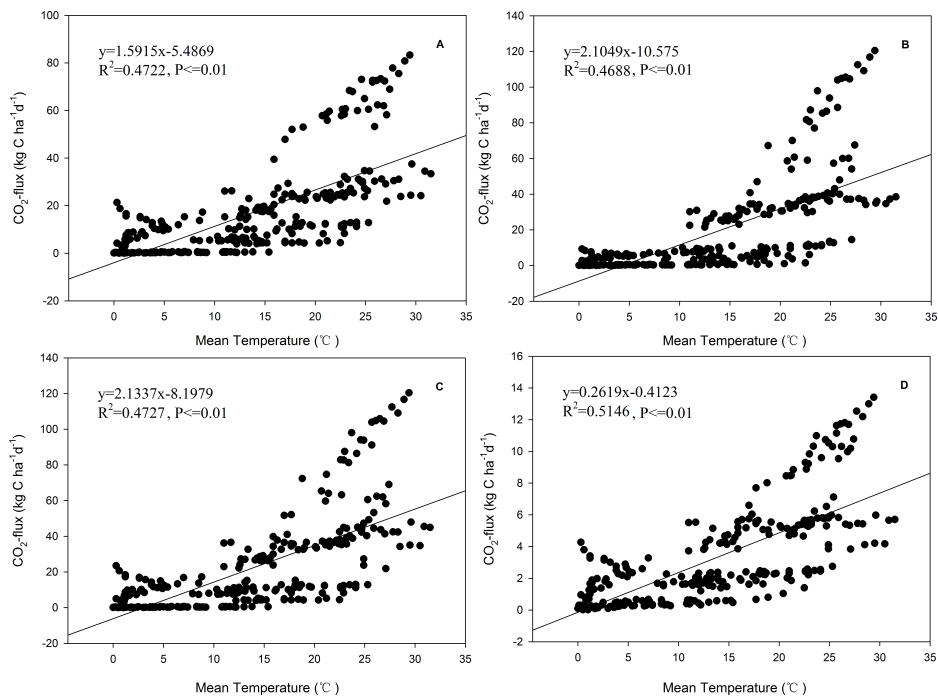 A
y=1.5915x-5.4869
R²=0.4722, P<=0.01
CO₂-flux (kg C ha⁻¹d⁻¹)
100
80
60
40
20
0
-20
0 5 10 15 20 25 30 35
Mean Temperature (℃)
B
y=2.1049x-10.575
R²=0.4688, P<=0.01
CO₂-flux (kg C ha⁻¹d⁻¹)
140
120
100
80
60
40
20
0
-20
0 5 10 15 20 25 30 35
Mean Temperature (℃)
C
y=2.1337x-8.1979
R²=0.4727, P<=0.01
CO₂-flux (kg C ha⁻¹d⁻¹)
140
120
100
80
60
40
20
0
-20
0 5 10 15 20 25 30 35
Mean Temperature (℃)
D
y=0.2619x-0.4123
R²=0.5146, P<=0.01
CO₂-flux (kg C ha⁻¹d⁻¹)
16
14
12
10
8
6
4
2
0
-2
0 5 10 15 20 25 30 35
Mean Temperature (℃)